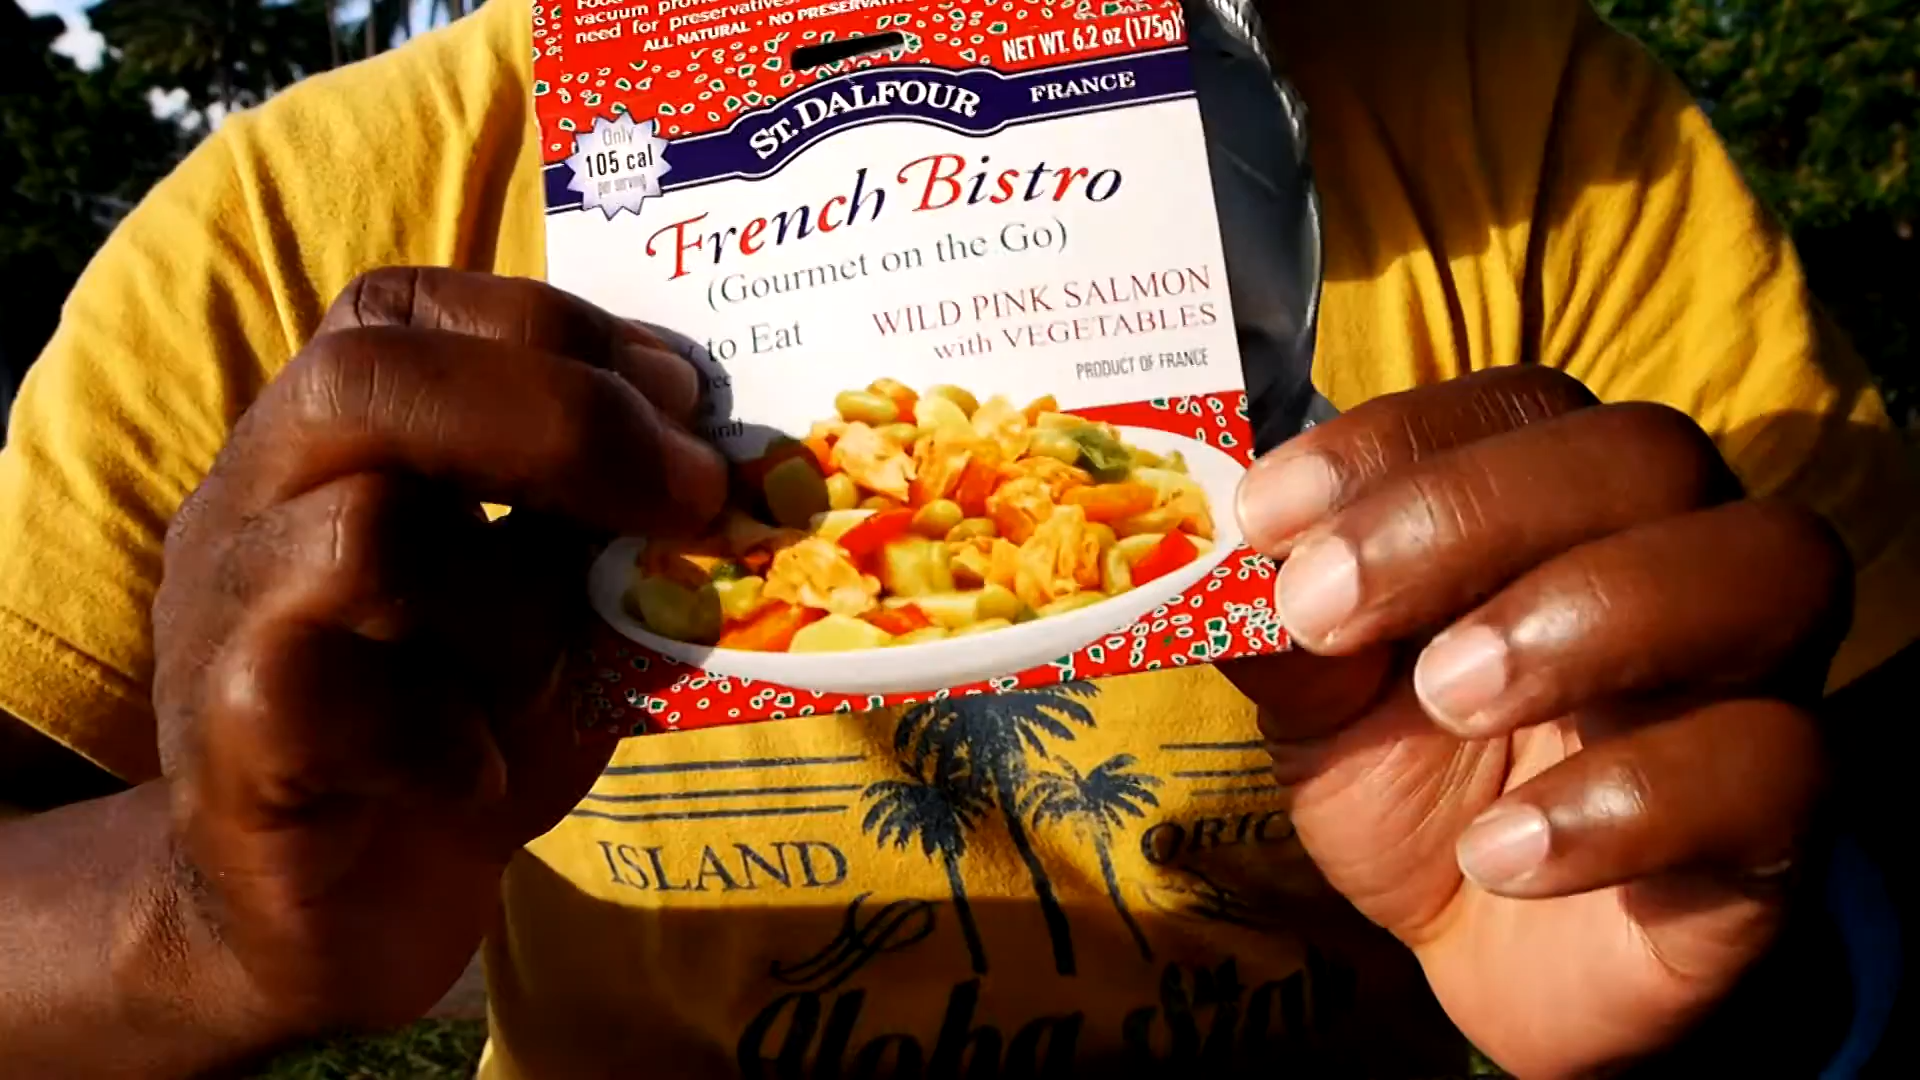 vacuum
need for preservatives.
ALL NATURAL • NO PRESERVA
NET WT. 6.2 oz (175g)
ST. DALFOUR
FRANCE
Only
105 cal
per serving
French Bistro
(Gourmet on the Go)
to Eat
WILD PINK SALMON
with VEGETABLES
PRODUCT OF FRANCE
ISLAND
ORIG
Aloha